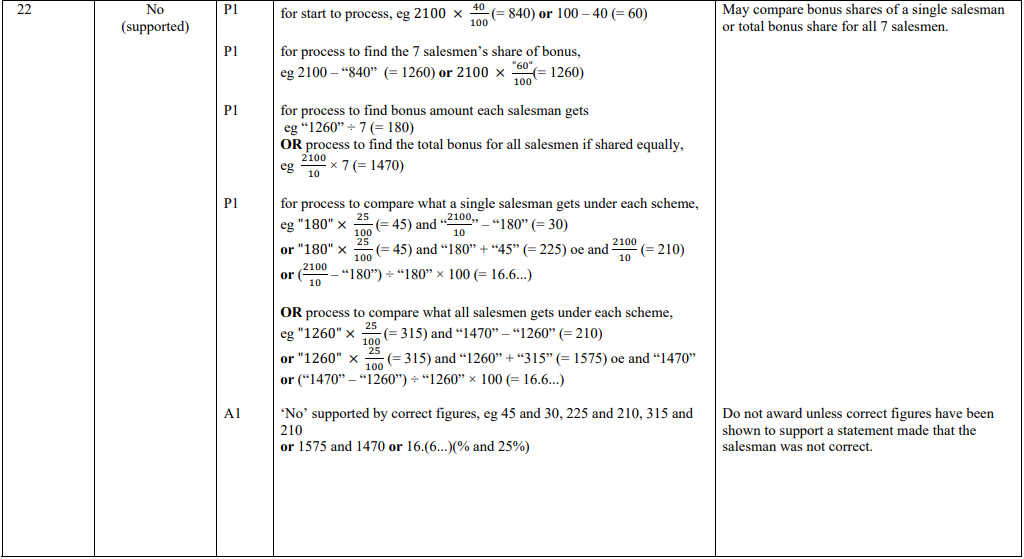 22
No
(supported)
P1
for start to process, eg 2100 × 40/100 (= 840) or 100 – 40 (= 60)
May compare bonus shares of a single salesman
or total bonus share for all 7 salesmen.
P1
for process to find the 7 salesmen’s share of bonus,
eg 2100 – “840” (= 1260) or 2100 × "60"/100 (= 1260)
P1
for process to find bonus amount each salesman gets
eg “1260” ÷ 7 (= 180)
OR process to find the total bonus for all salesmen if shared equally,
eg 2100/10 × 7 (= 1470)
P1
for process to compare what a single salesman gets under each scheme,
eg "180" × 25/100 (= 45) and “2100/10” – “180” (= 30)
or "180" × 25/100 (= 45) and “180” + “45” (= 225) oe and 2100/10 (= 210)
or (2100/10 – “180”) ÷ “180” × 100 (= 16.6...)
OR process to compare what all salesmen gets under each scheme,
eg "1260" × 25/100 (= 315) and “1470” – “1260” (= 210)
or "1260" × 25/100 (= 315) and “1260” + “315” (= 1575) oe and “1470”
or (“1470” – “1260”) ÷ “1260” × 100 (= 16.6...)
A1
‘No’ supported by correct figures, eg 45 and 30, 225 and 210, 315 and
210
or 1575 and 1470 or 16.(6...)(% and 25%)
Do not award unless correct figures have been
shown to support a statement made that the
salesman was not correct.